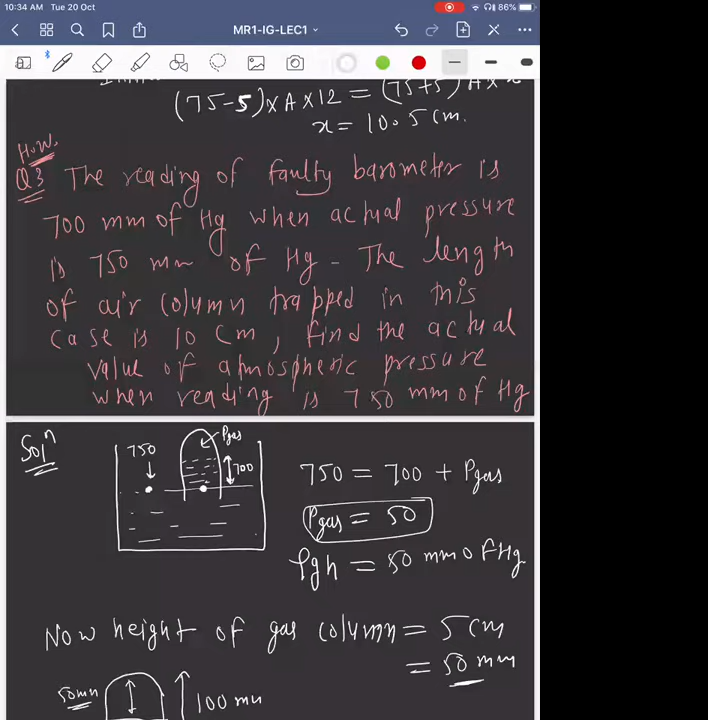 10:34 AM Tue 20 Oct
86%
MR1-IG-LEC1
(75-5)×A×12 = (75+5) A× x
x = 10.5 cm.
H.W.
Q3 The reading of faulty barometer is
700 mm of Hg when actual pressure
is 750 mm of Hg - The length
of air column trapped in this
case is 10 cm, find the actual
value of atmospheric pressure
when reading is 750 mm of Hg
Solⁿ
750
Pgas
700
750 = 700 + Pgas
Pgas = 50
ρgh = 50 mm of Hg
Now height of gas column = 5 cm
= 50 mm
50mm
100 mm